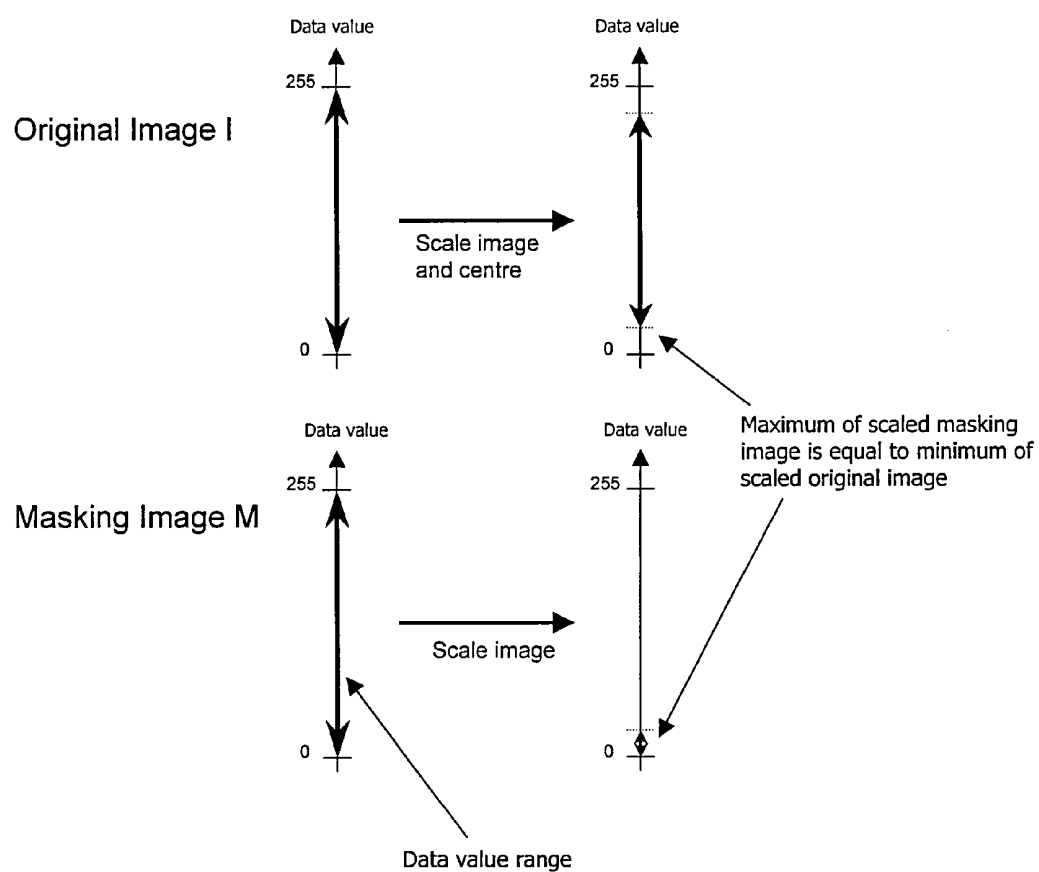 Data value
Data value
255
255
Original Image I
Scale image
and centre
0
0
Data value
Data value
Maximum of scaled masking
image is equal to minimum of
scaled original image
255
255
Masking Image M
Scale image
0
0
Data value range